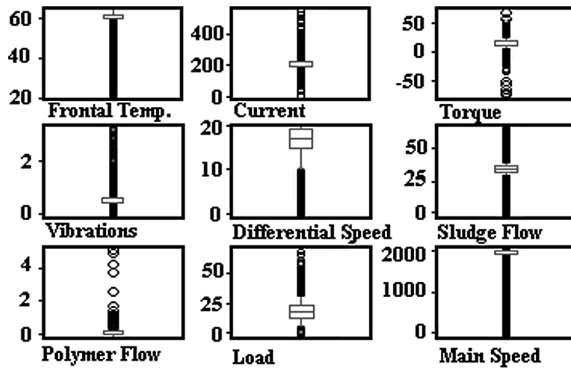 60
40
20
Frontal Temp.
400
200
0
Current
50
0
-50
Torque
2
0
Vibrations
20
10
0
Differential Speed
50
25
0
Sludge Flow
4
2
0
Polymer Flow
50
25
0
Load
2000
1000
0
Main Speed